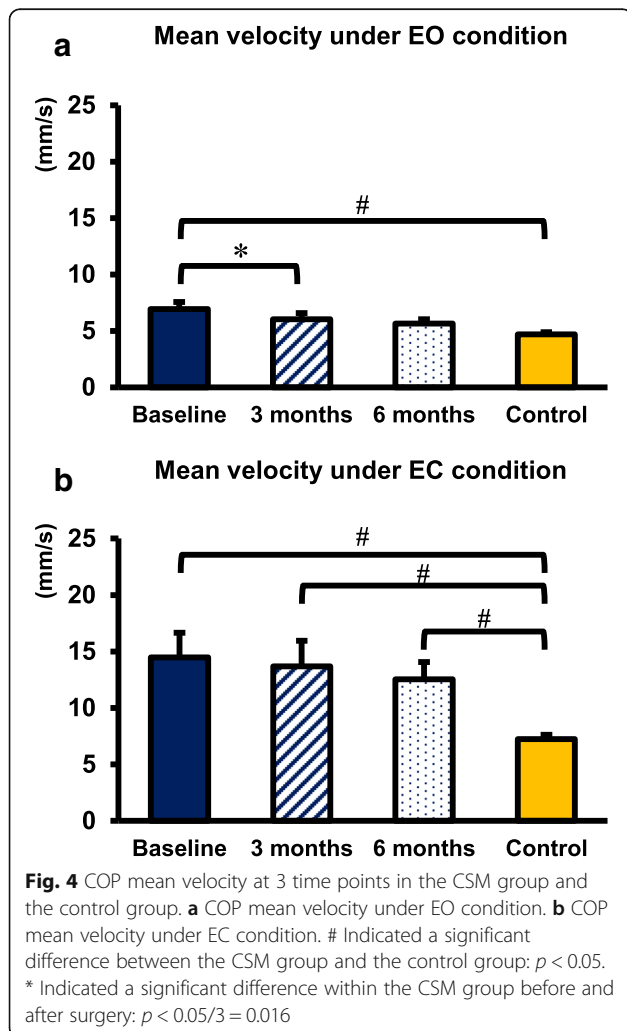 Mean velocity under EO condition
a
(mm/s)
25
20
15
10
5
0
#
*
Baseline 3 months 6 months Control
Mean velocity under EC condition
b
(mm/s)
25
20
15
10
5
0
#
#
#
Baseline 3 months 6 months Control
Fig. 4 COP mean velocity at 3 time points in the CSM group and
the control group. a COP mean velocity under EO condition. b COP
mean velocity under EC condition. # Indicated a significant
difference between the CSM group and the control group: p < 0.05.
* Indicated a significant difference within the CSM group before and
after surgery: p < 0.05/3 = 0.016